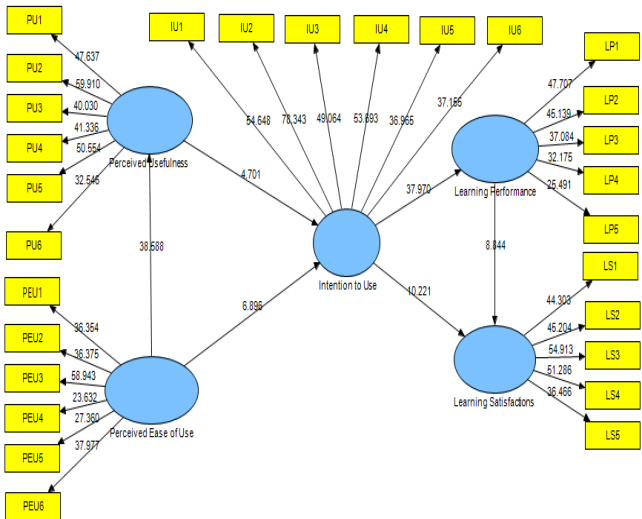 PU1
PU2
PU3
PU4
PU5
PU6
47.637
59.910
40.030
41.336
50.554
32.546
Perceived Usefulness
IU1
IU2
IU3
IU4
IU5
IU6
54.648
78.343
49.064
53.693
36.965
37.156
LP1
LP2
LP3
LP4
LP5
47.707
45.139
37.084
32.175
25.491
Learning Performance
4.701
37.970
38.688
8.844
Intention to Use
6.896
10.221
PEU1
PEU2
PEU3
PEU4
PEU5
PEU6
36.354
36.375
58.943
23.632
27.360
37.977
Perceived Ease of Use
LS1
LS2
LS3
LS4
LS5
44.303
45.204
54.913
51.286
36.466
Learning Satisfactions